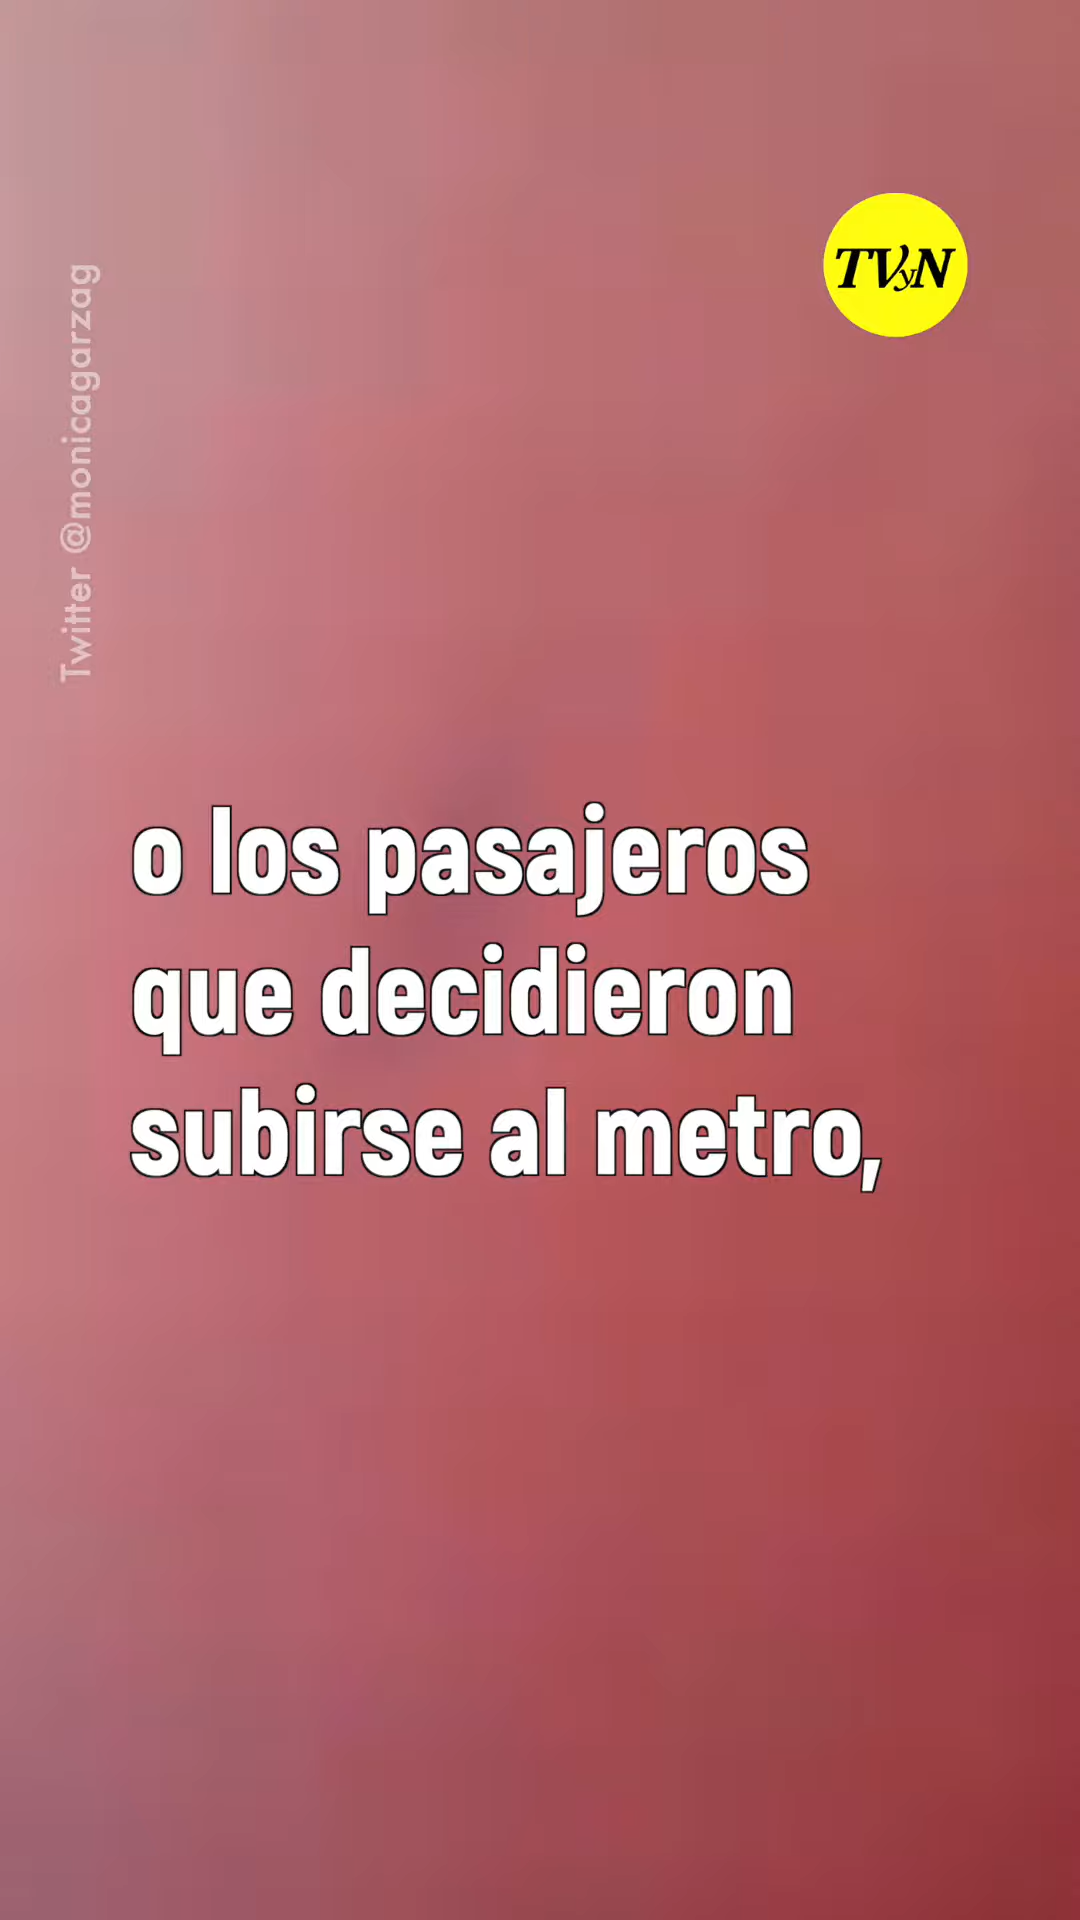 TVyN
Twitter @monicagarzag
o los pasajeros
que decidieron
subirse al metro,